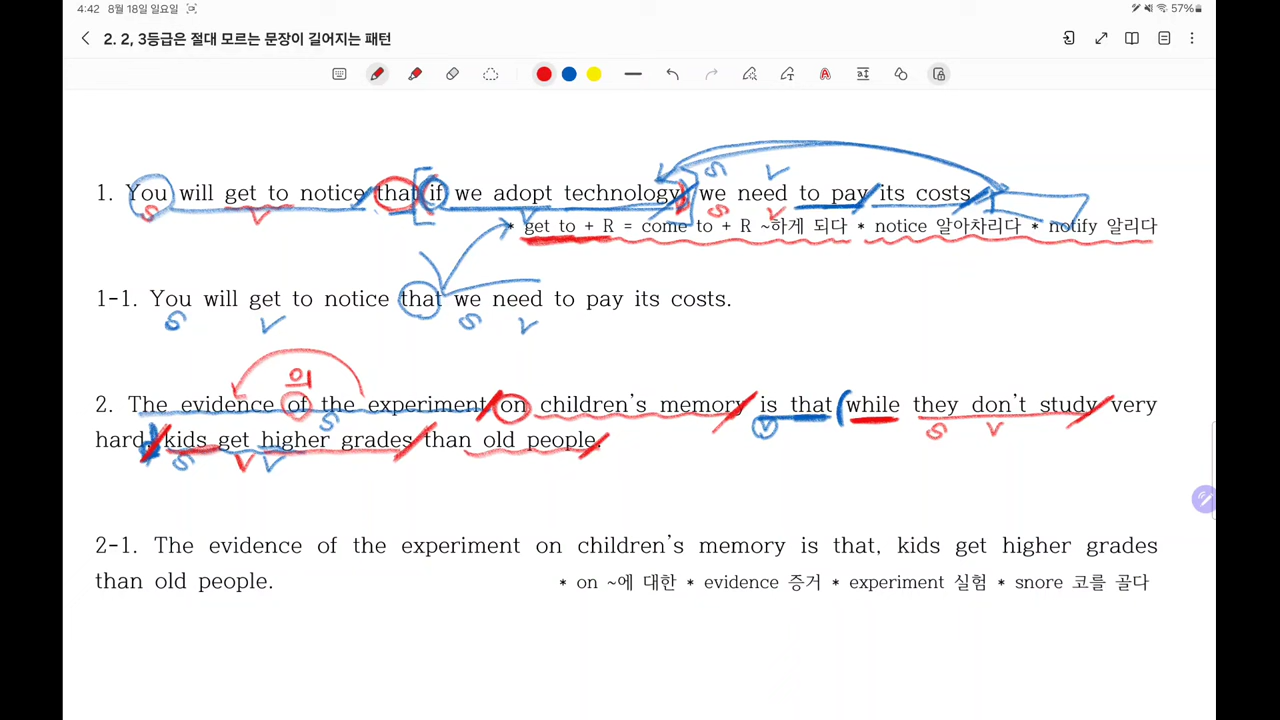 4:42 8월 18일 일요일 57%
2. 2, 3등급은 절대 모르는 문장이 길어지는 패턴
S V
1. You will get to notice that if we adopt technology, we need to pay its costs.
S V V S V
* get to + R = come to + R ~하게 되다 * notice 알아차리다 * notify 알리다
1-1. You will get to notice that we need to pay its costs.
S V S V
의
2. The evidence of the experiment on children's memory is that while they don't study very
S V S V
hard, kids get higher grades than old people.
S V V
2-1. The evidence of the experiment on children's memory is that, kids get higher grades
than old people. * on ~에 대한 * evidence 증거 * experiment 실험 * snore 코를 골다